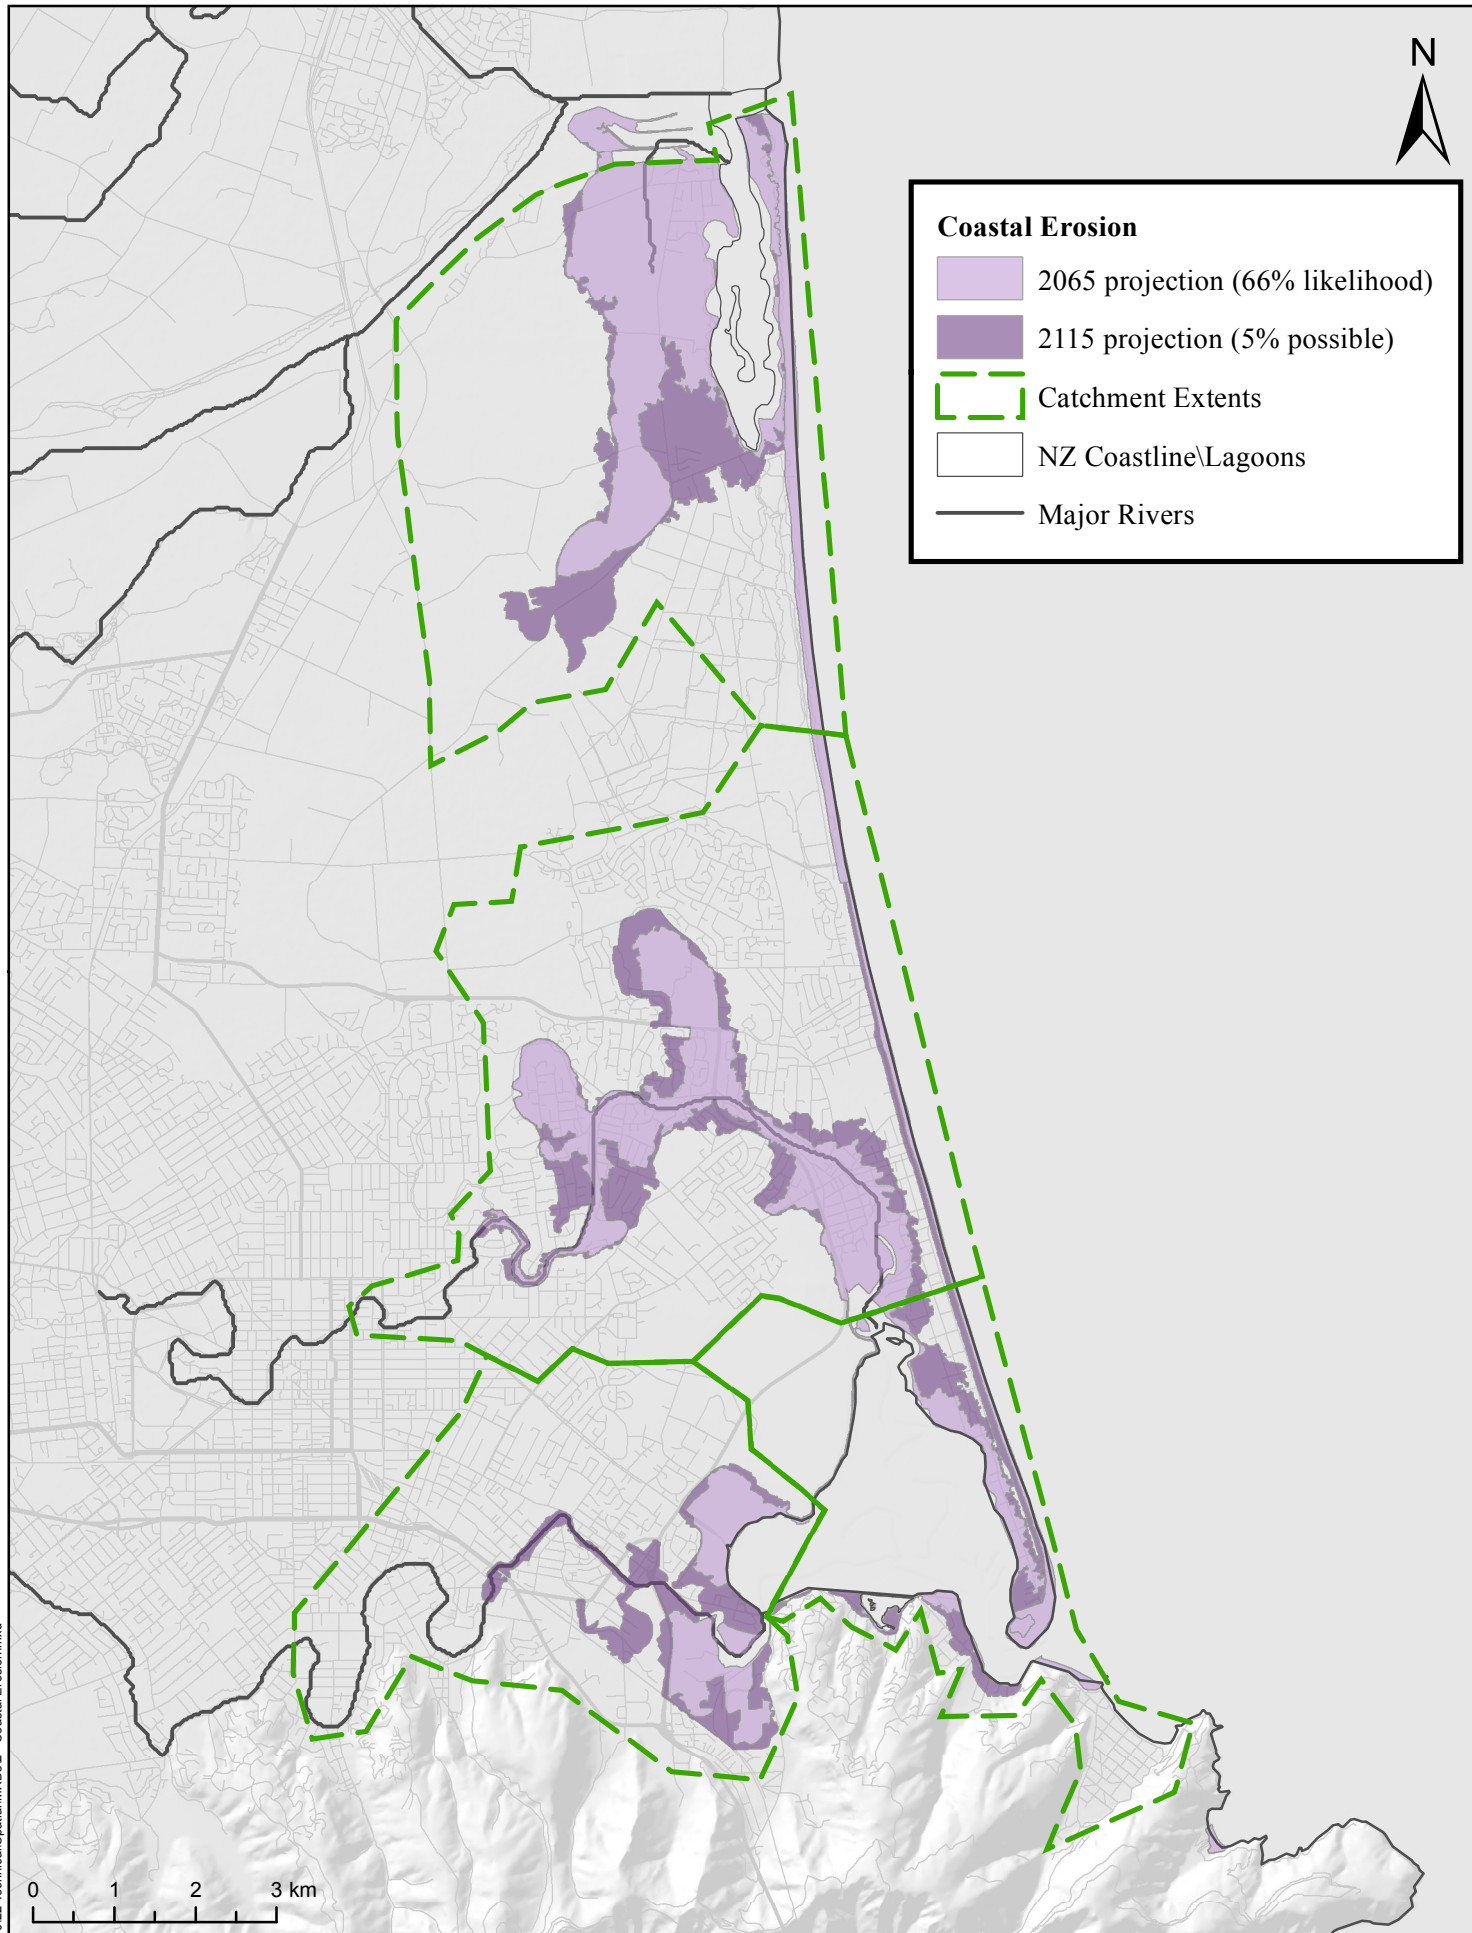 N
Coastal Erosion
2065 projection (66% likelihood)
2115 projection (5% possible)
Catchment Extents
NZ Coastline\Lagoons
Major Rivers
0 1 2 3 km